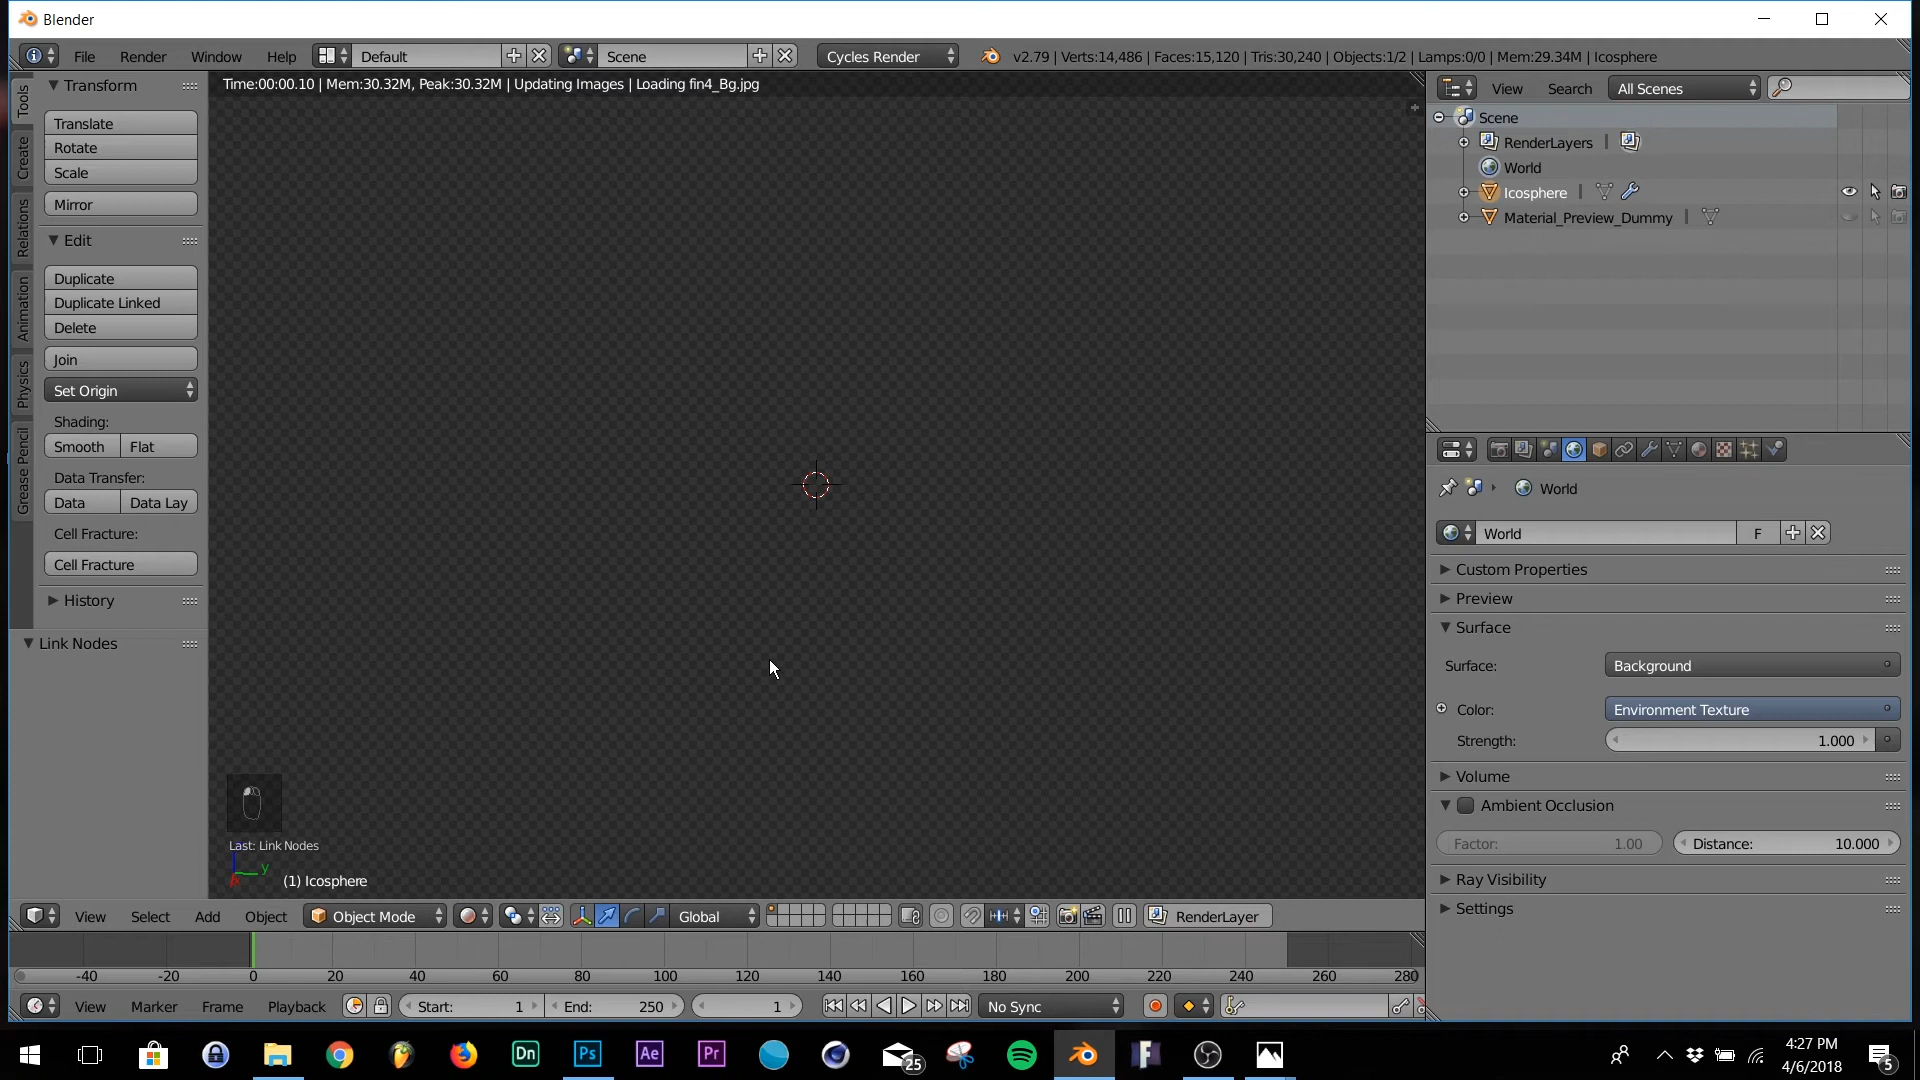 Blender
File Render Window Help Default Scene Cycles Render v2.79 | Verts:14,486 | Faces:15,120 | Tris:30,240 | Objects:1/2 | Lamps:0/0 | Mem:29.34M | Icosphere
Time:00:00.10 | Mem:30.32M, Peak:30.32M | Updating Images | Loading fin4_Bg.jpg
Tools
Create
Relations
Animation
Physics
Grease Pencil
Transform
Translate
Rotate
Scale
Mirror
Edit
Duplicate
Duplicate Linked
Delete
Join
Set Origin
Shading:
Smooth Flat
Data Transfer:
Data Data Lay
Cell Fracture:
Cell Fracture
History
Link Nodes
Last: Link Nodes
y
(1) Icosphere
View Select Add Object Object Mode Global RenderLayer
-40 -20 0 20 40 60 80 100 120 140 160 180 200 220 240 260 280
View Marker Frame Playback Start: 1 End: 250 1 No Sync
View Search All Scenes
Scene
RenderLayers
World
Icosphere
Material_Preview_Dummy
World
World F
Custom Properties
Preview
Surface
Surface: Background
Color: Environment Texture
Strength: 1.000
Volume
Ambient Occlusion
Factor: 1.00 Distance: 10.000
Ray Visibility
Settings
Dn Ps Ae Pr 25
4:27 PM
4/6/2018
5